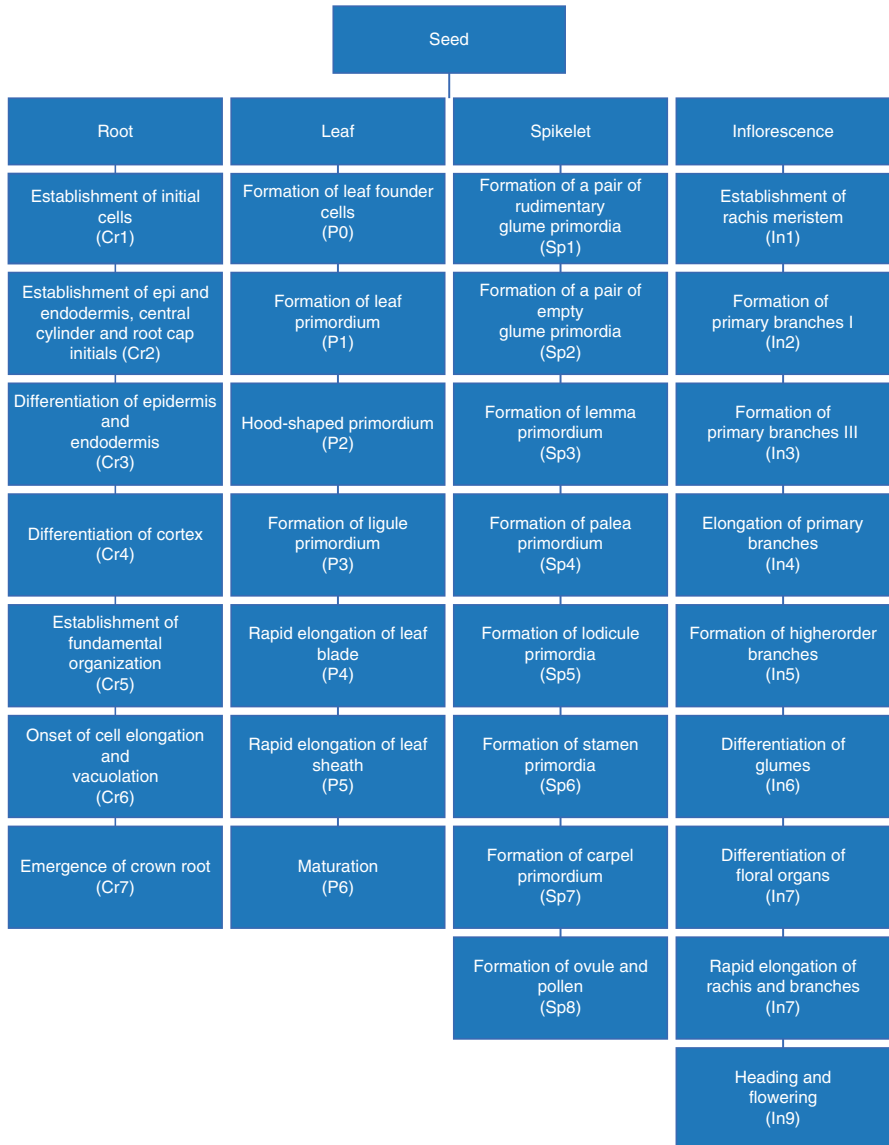 Seed
Root
Establishment of initial
cells
(Cr1)
Establishment of epi and
endodermis, central
cylinder and root cap
initials (Cr2)
Differentiation of epidermis
and
endodermis
(Cr3)
Differentiation of cortex
(Cr4)
Establishment of
fundamental
organization
(Cr5)
Onset of cell elongation
and
vacuolation
(Cr6)
Emergence of crown root
(Cr7)
Leaf
Formation of leaf founder
cells
(P0)
Formation of leaf
primordium
(P1)
Hood-shaped primordium
(P2)
Formation of ligule
primordium
(P3)
Rapid elongation of leaf
blade
(P4)
Rapid elongation of leaf
sheath
(P5)
Maturation
(P6)
Spikelet
Formation of a pair of
rudimentary
glume primordia
(Sp1)
Formation of a pair of
empty
glume primordia
(Sp2)
Formation of lemma
primordium
(Sp3)
Formation of palea
primordium
(Sp4)
Formation of lodicule
primordia
(Sp5)
Formation of stamen
primordia
(Sp6)
Formation of carpel
primordium
(Sp7)
Formation of ovule and
pollen
(Sp8)
Inflorescence
Establishment of
rachis meristem
(In1)
Formation of
primary branches I
(In2)
Formation of
primary branches III
(In3)
Elongation of primary
branches
(In4)
Formation of higherorder
branches
(In5)
Differentiation of
glumes
(In6)
Differentiation of
floral organs
(In7)
Rapid elongation of
rachis and branches
(In7)
Heading and
flowering
(In9)